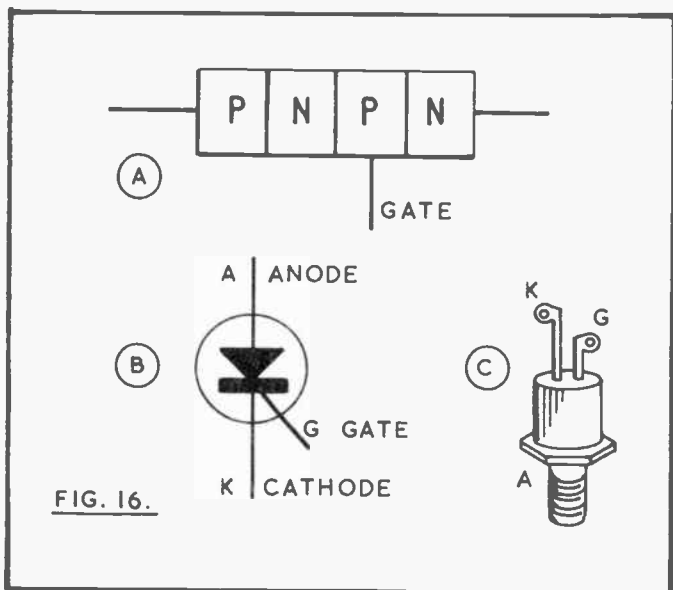 P N P N
A
GATE
A ANODE
B
G GATE
K CATHODE
FIG. 16.
K
G
C
A